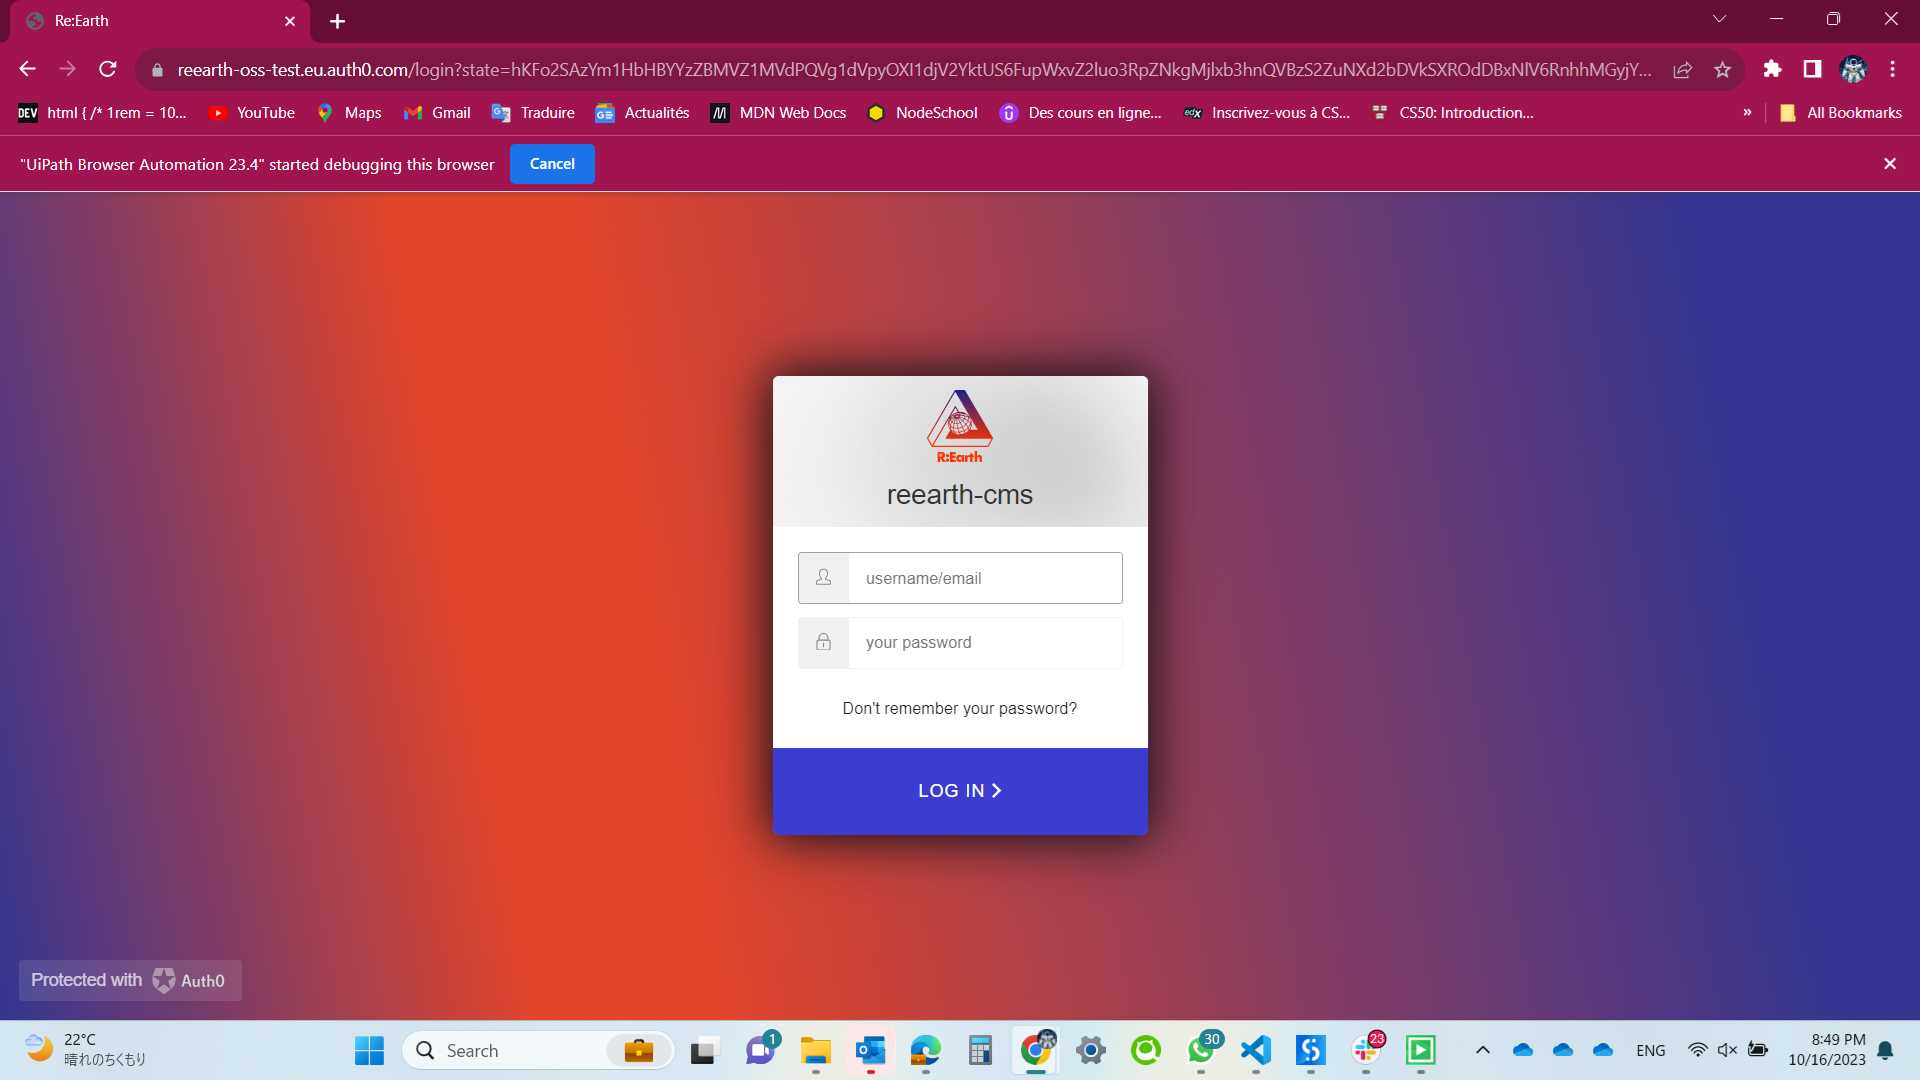 Re:Earth
reearth-oss-test.eu.auth0.com/login?state=hKFo2SAzYm1HbHBYYzZBMVZ1MVdPQVg1dVpyOXI1djV2YktUS6FupWxvZ2luo3RpZNkgMjlxb3hnQVBzS2ZuNXd2bDVkSXROdDBxNlV6RnhhMGyjY...
html { /* 1rem = 10...
YouTube
Maps
Gmail
Traduire
Actualités
MDN Web Docs
NodeSchool
Des cours en ligne...
Inscrivez-vous à CS...
CS50: Introduction...
»
All Bookmarks
"UiPath Browser Automation 23.4" started debugging this browser
Cancel
R:Earth
reearth-cms
username/email
your password
Don't remember your password?
LOG IN
Protected with Auth0
22°C
晴れのちくもり
Search
1
30
23
ENG
8:49 PM
10/16/2023